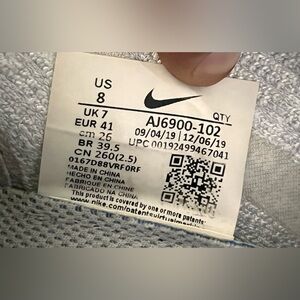 US
8
QTY
UK 7
EUR 41
cm 26
BR 39.5
CN 260(2.5)
AJ6900-102
09/04/19 | 12/06/19
UPC 00192499467041
0167D88VRF0RF
MADE IN CHINA
HECHO EN CHINA
FABRIQUE EN CHINE
FABRICADO NA CHINA
This product is covered by one or more patents